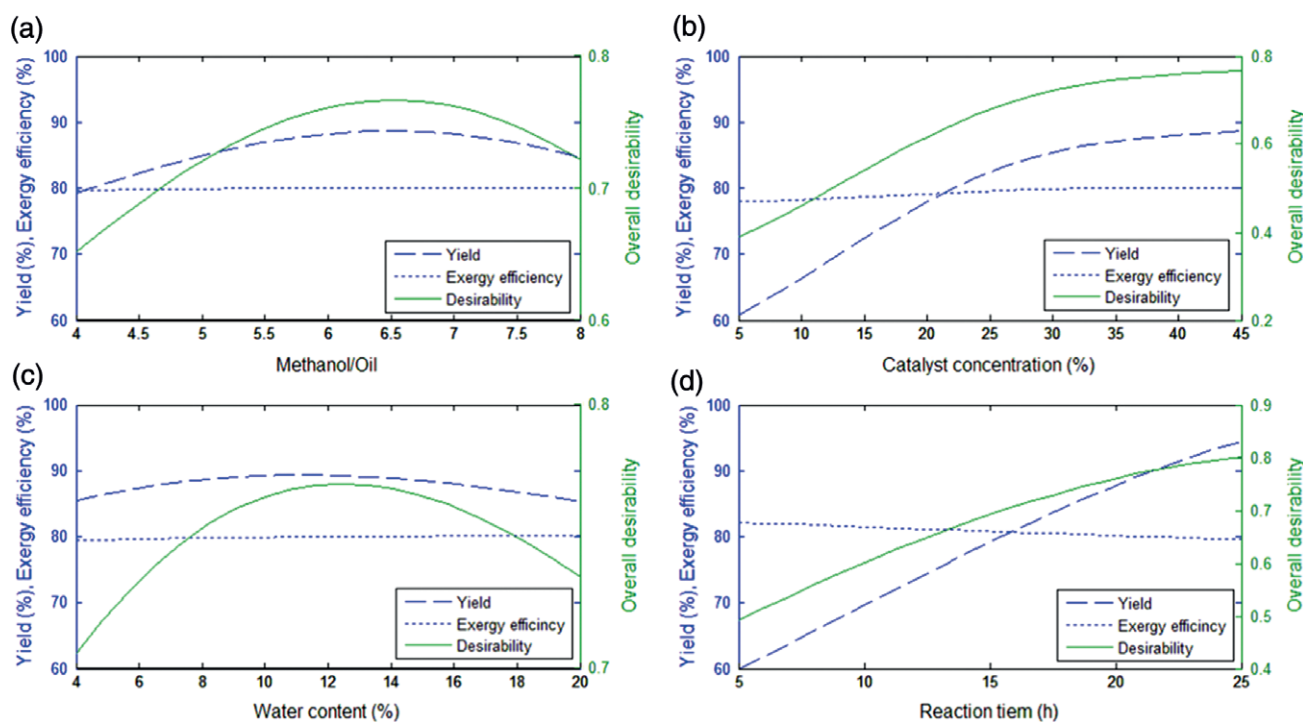 (a)
100
90
80
70
60
Yield (%), Exergy efficiency (%)
0.8
0.7
0.6
Overall desirability
Yield
Exergy efficiency
Desirability
4 4.5 5 5.5 6 6.5 7 7.5 8
Methanol/Oil
(b)
100
90
80
70
60
Yield (%), Exergy efficiency (%)
0.8
0.6
0.4
0.2
Overall desirability
Yield
Exergy efficiency
Desirability
5 10 15 20 25 30 35 40 45
Catalyst concentration (%)
(c)
100
90
80
70
60
Yield (%), Exergy efficiency (%)
0.8
0.7
Overall desirability
Yield
Exergy efficincy
Desirability
4 6 8 10 12 14 16 18 20
Water content (%)
(d)
100
90
80
70
60
Yield (%), Exergy efficiency (%)
0.9
0.8
0.7
0.6
0.5
0.4
Overall desirability
Yield
Exergy efficiency
Desirability
5 10 15 20 25
Reaction tiem (h)